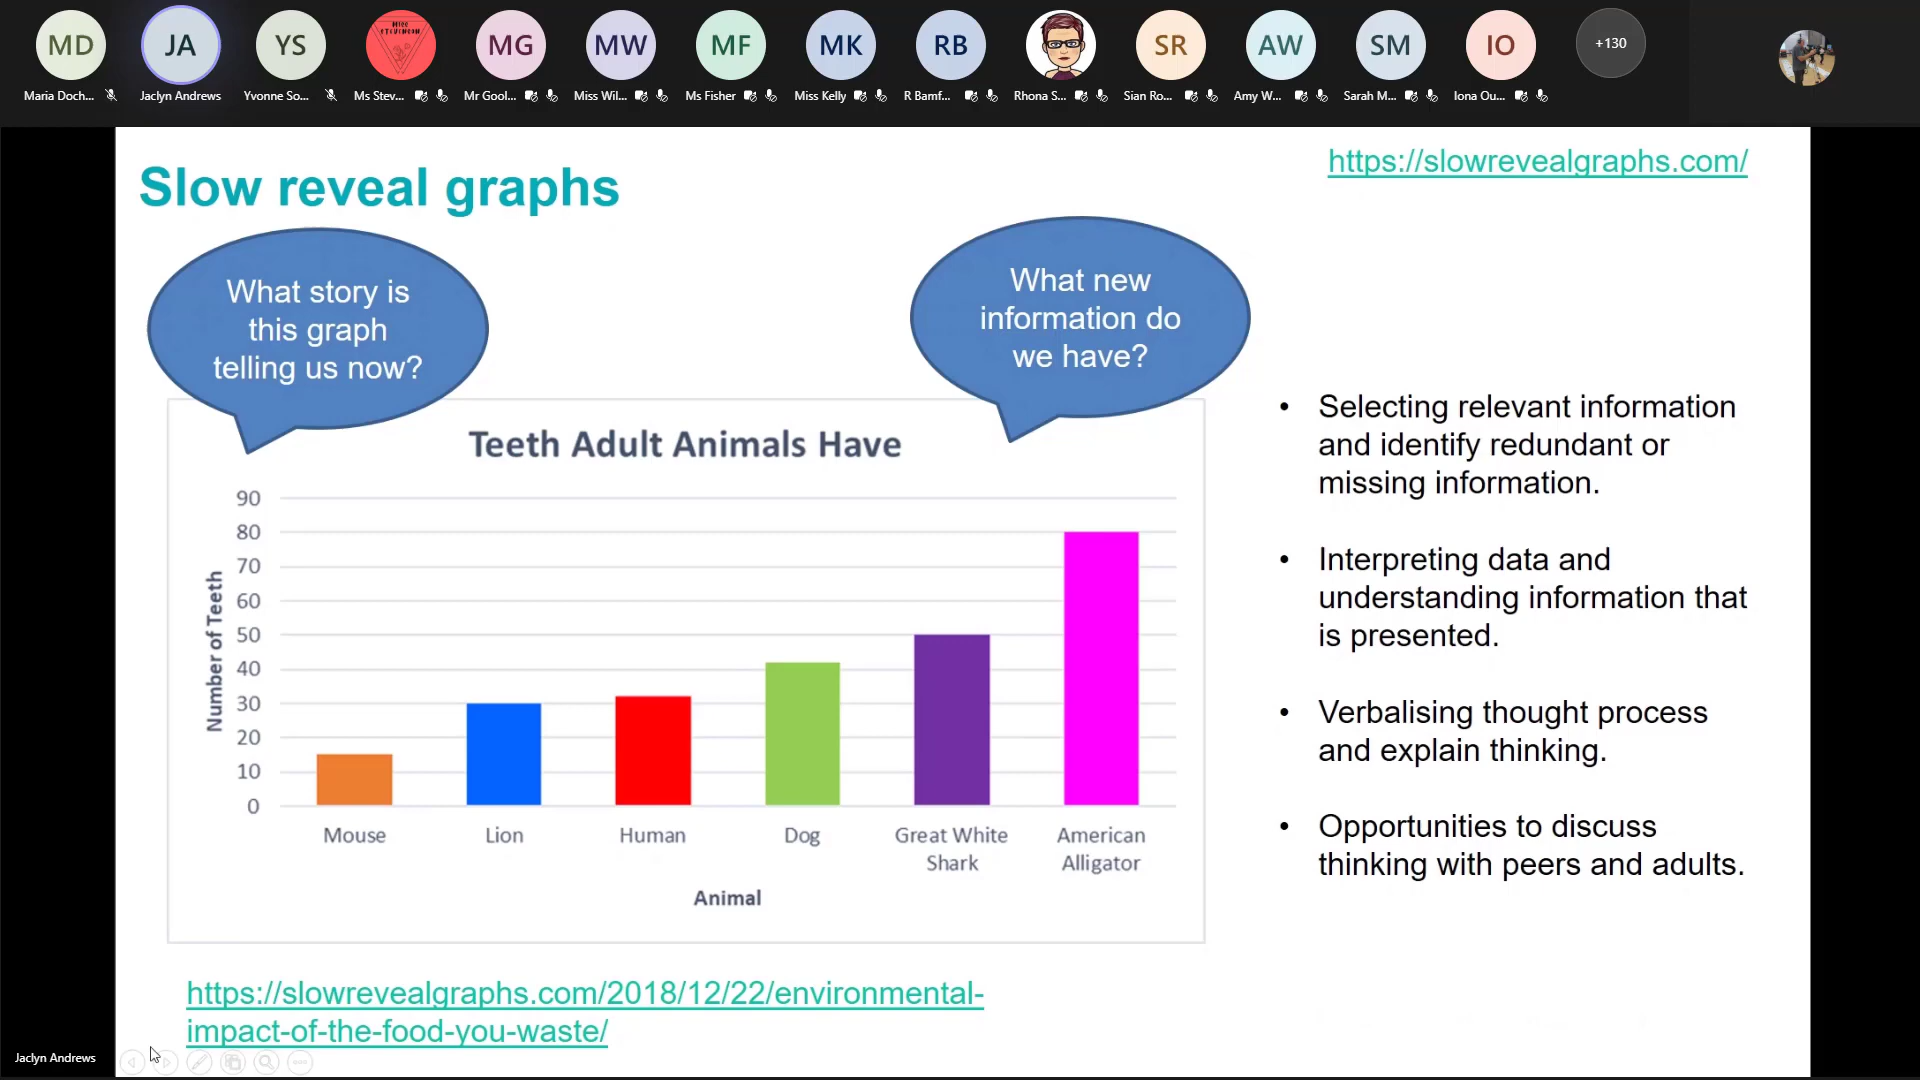 MD
JA
YS
MG
MW
MF
MK
RB
SR
AW
SM
IO
+130
Maria Doch...
Jaclyn Andrews
Yvonne So...
Ms Stev...
Mr Gool...
Miss Wil...
Ms Fisher
Miss Kelly
R Bamf...
Rhona S...
Sian Ro...
Amy W...
Sarah M...
Iona Ou...
Slow reveal graphs
https://slowrevealgraphs.com/
What story is
this graph
telling us now?
What new
information do
we have?
Teeth Adult Animals Have
90
80
70
60
50
40
30
20
10
0
Number of Teeth
Mouse
Lion
Human
Dog
Great White
Shark
American
Alligator
Animal
• Selecting relevant information
and identify redundant or
missing information.
• Interpreting data and
understanding information that
is presented.
• Verbalising thought process
and explain thinking.
• Opportunities to discuss
thinking with peers and adults.
https://slowrevealgraphs.com/2018/12/22/environmental-
impact-of-the-food-you-waste/
Jaclyn Andrews